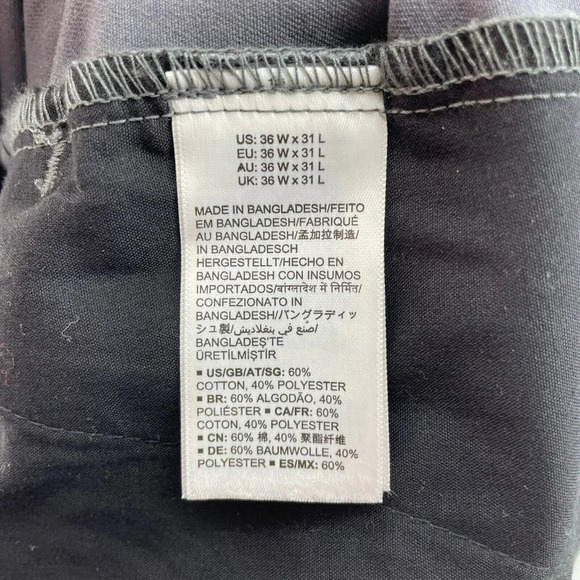 US: 36 W x 31 L
EU: 36 W x 31 L
AU: 36 W x 31 L
UK: 36 W x 31 L
MADE IN BANGLADESH/FEITO
EM BANGLADESH/FABRIQUÉ
AU BANGLADESH/孟加拉制造/
IN BANGLADESCH
HERGESTELLT/HECHO EN
BANGLADESH CON INSUMOS
IMPORTADOS/बांग्लादेश में निर्मित/
CONFEZIONATO IN
BANGLADESH/バングラディッ
シュ製/صنع في بنغلاديش/
BANGLADEŞ'TE
ÜRETİLMİŞTİR
▪ US/GB/AT/SG: 60%
COTTON, 40% POLYESTER
▪ BR: 60% ALGODÃO, 40%
POLIÉSTER ▪ CA/FR: 60%
COTON, 40% POLYESTER
▪ CN: 60% 棉, 40% 聚酯纤维
▪ DE: 60% BAUMWOLLE, 40%
POLYESTER ▪ ES/MX: 60%